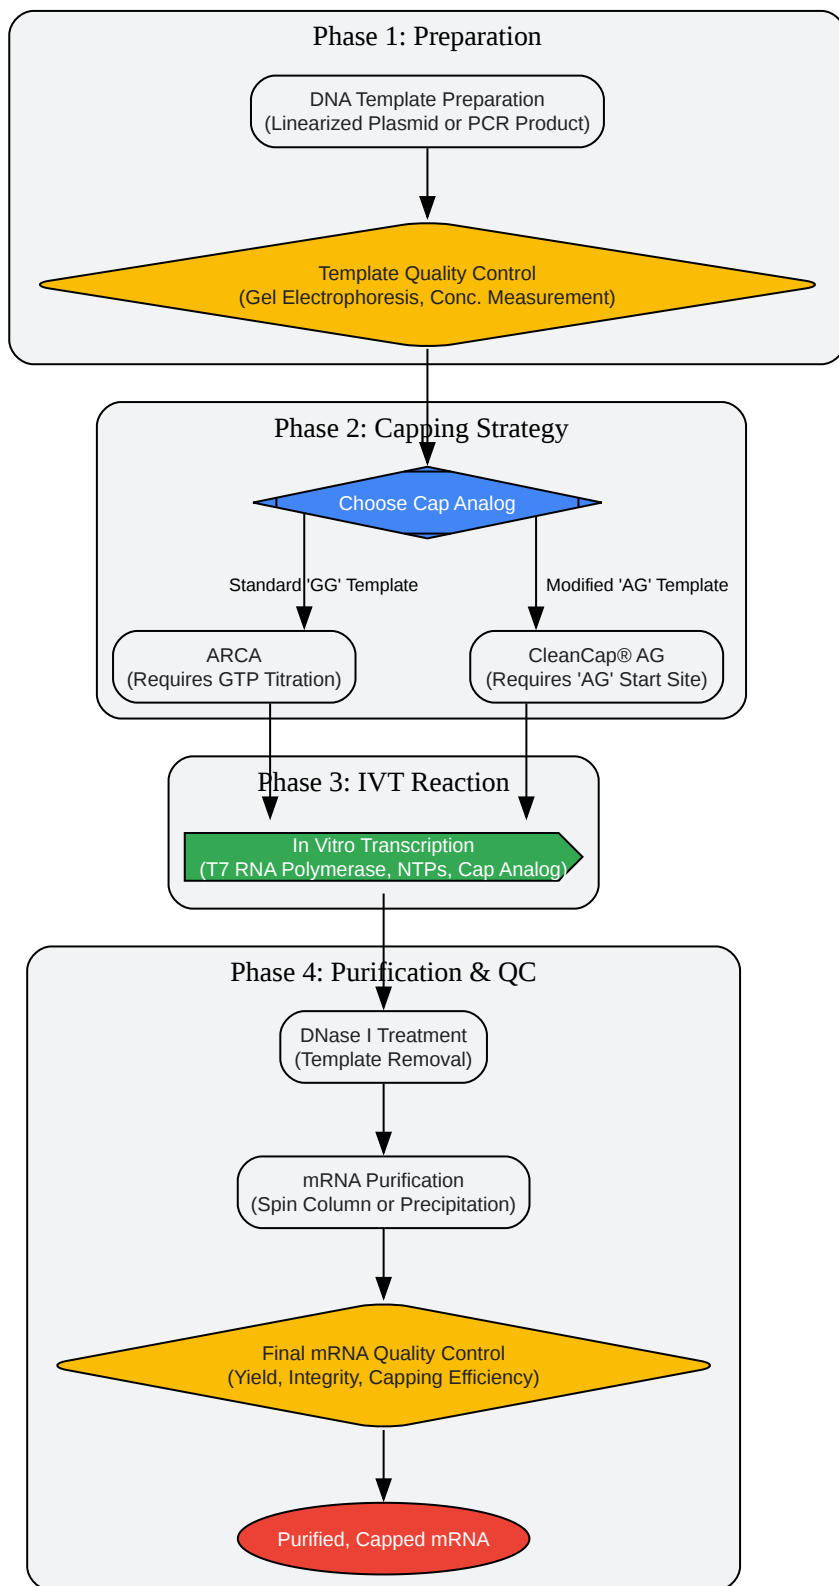 Phase 1: Preparation
DNA Template Preparation
(Linearized Plasmid or PCR Product)
Template Quality Control
(Gel Electrophoresis, Conc. Measurement)
Phase 2: Capping Strategy
Choose Cap Analog
Standard 'GG' Template
Modified 'AG' Template
ARCA
(Requires GTP Titration)
CleanCap® AG
(Requires 'AG' Start Site)
Phase 3: IVT Reaction
In Vitro Transcription
(T7 RNA Polymerase, NTPs, Cap Analog)
Phase 4: Purification & QC
DNase I Treatment
(Template Removal)
mRNA Purification
(Spin Column or Precipitation)
Final mRNA Quality Control
(Yield, Integrity, Capping Efficiency)
Purified, Capped mRNA